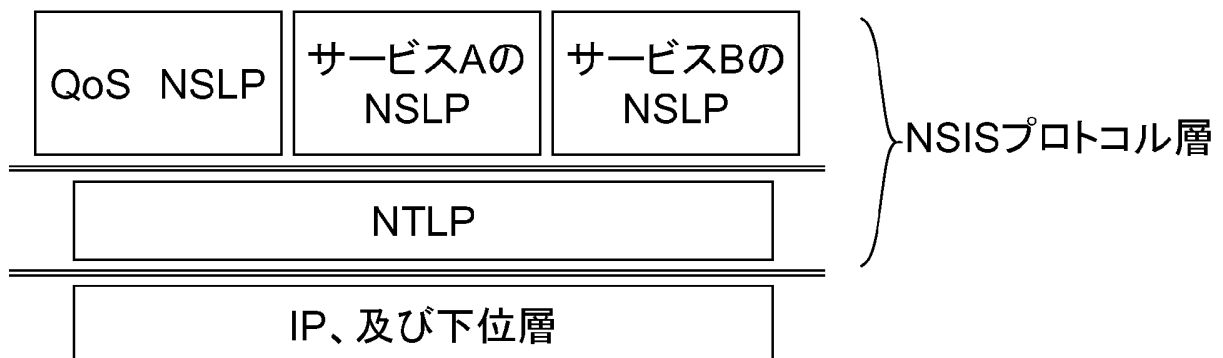 QoS　NSLP
サービスAの
NSLP
サービスBの
NSLP
NSISプロトコル層
NTLP
IP、及び下位層